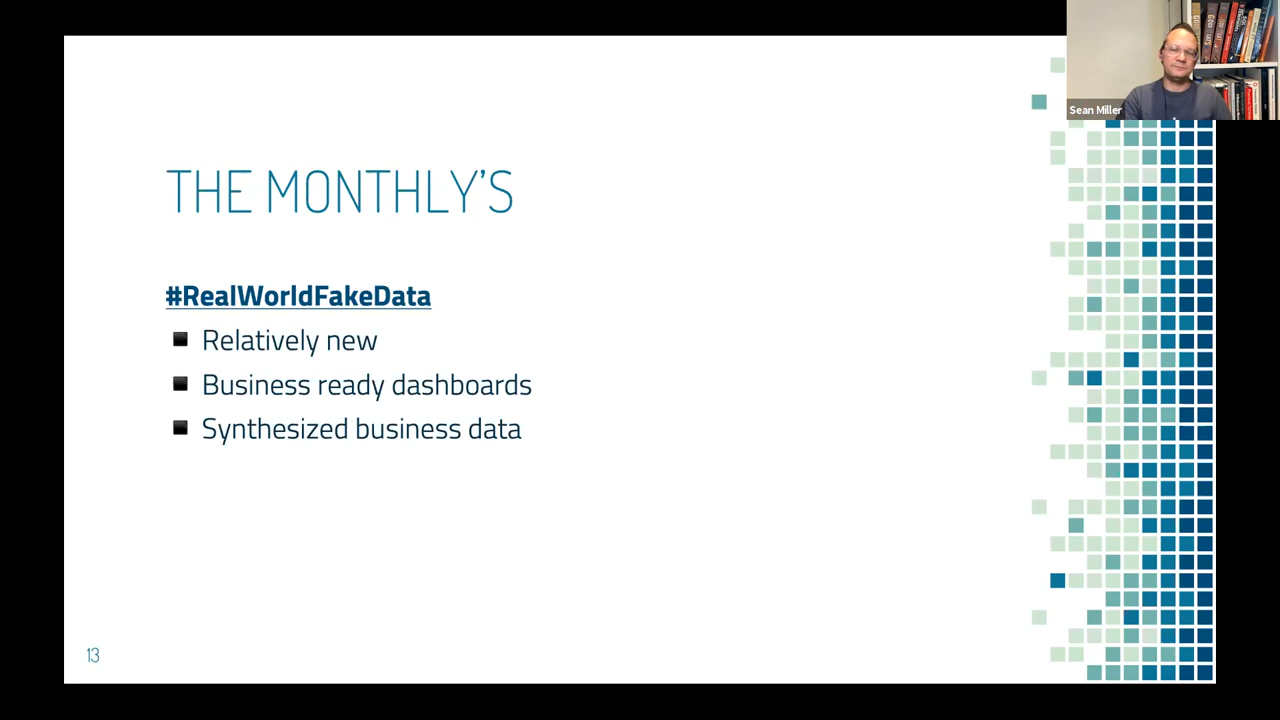 Sean Miller
THE MONTHLY'S
#RealWorldFakeData
Relatively new
Business ready dashboards
Synthesized business data
13